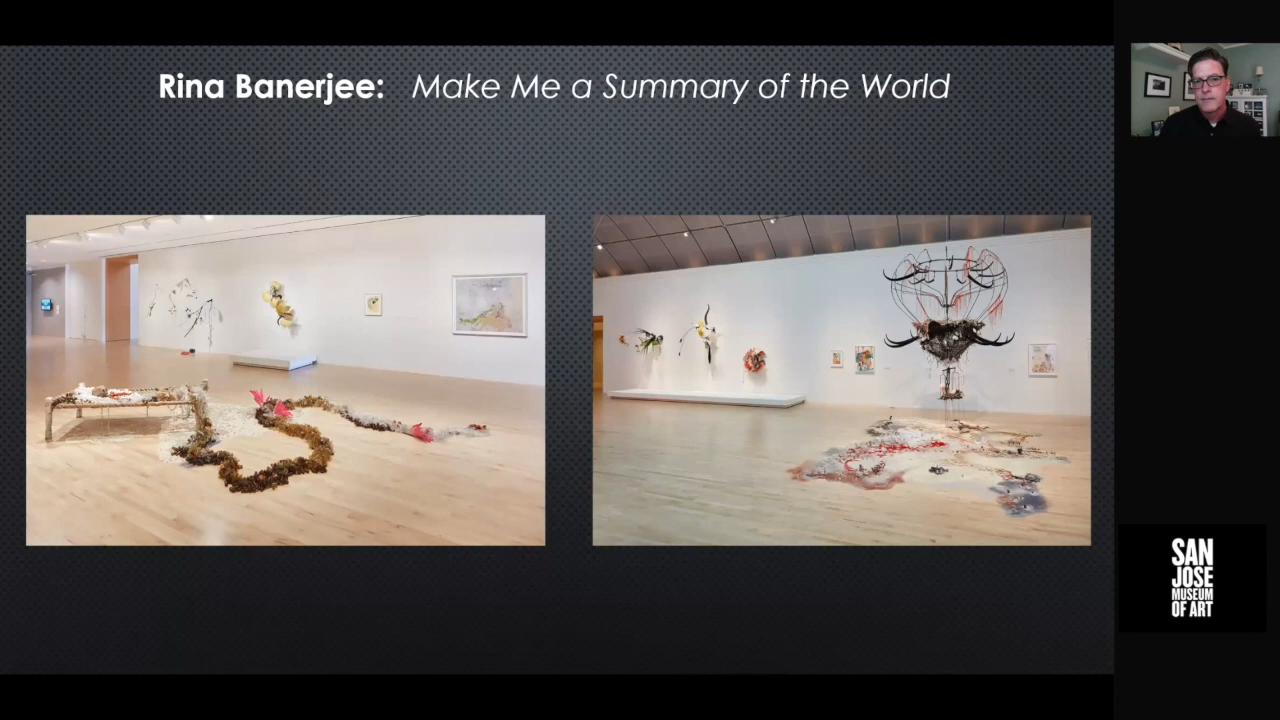 Rina Banerjee: Make Me a Summary of the World
SAN
JOSE
MUSEUM
OF ART